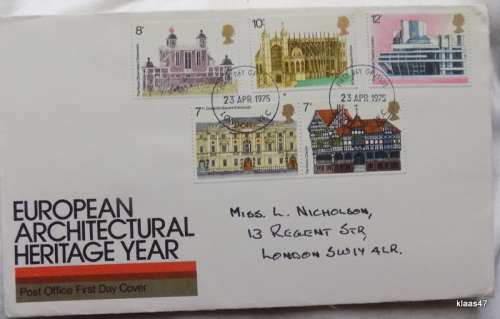 8p
10p
12p
23 APR 1975
23 APR 1975
7p
7p
EUROPEAN
ARCHITECTURAL
HERITAGE YEAR
Post Office First Day Cover
MISS. L. NICHOLSON,
13 REGENT STR,
LONDON SW1Y 4LR.
klaas47